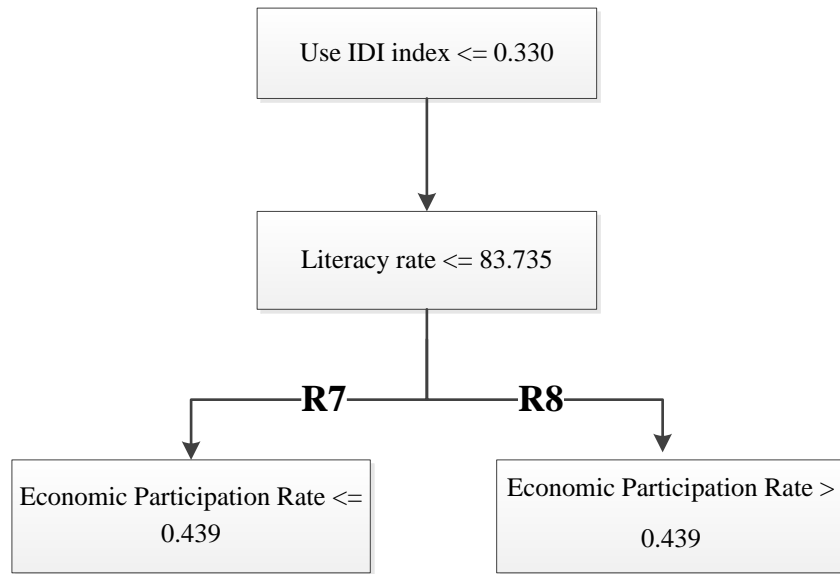 Use IDI index <= 0.330
Literacy rate <= 83.735
R7
R8
Economic Participation Rate <=
0.439
Economic Participation Rate >
0.439